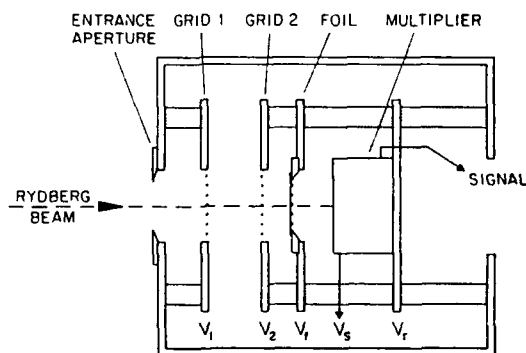 ENTRANCE
APERTURE
GRID 1
GRID 2
FOIL
MULTIPLIER
SIGNAL
RYDBERG
BEAM
V1
V2
Vf
Vs
Vr